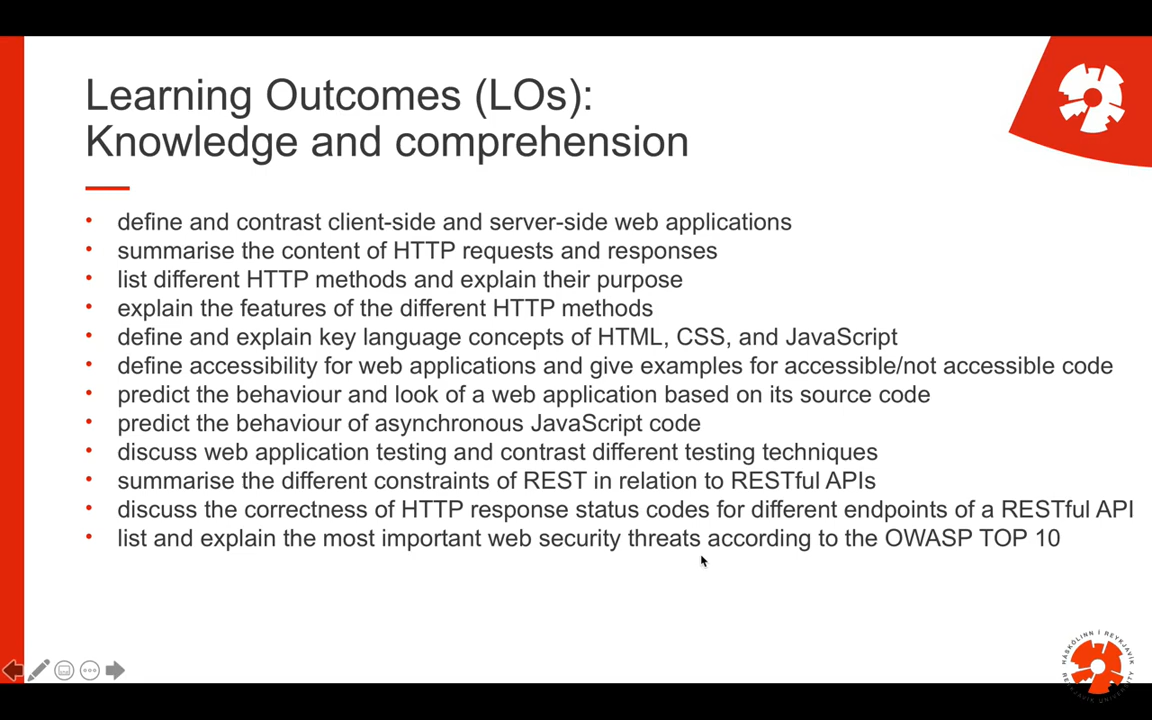 Learning Outcomes (LOs):
Knowledge and comprehension
• define and contrast client-side and server-side web applications
• summarise the content of HTTP requests and responses
• list different HTTP methods and explain their purpose
• explain the features of the different HTTP methods
• define and explain key language concepts of HTML, CSS, and JavaScript
• define accessibility for web applications and give examples for accessible/not accessible code
• predict the behaviour and look of a web application based on its source code
• predict the behaviour of asynchronous JavaScript code
• discuss web application testing and contrast different testing techniques
• summarise the different constraints of REST in relation to RESTful APIs
• discuss the correctness of HTTP response status codes for different endpoints of a RESTful API
• list and explain the most important web security threats according to the OWASP TOP 10
HÁSKÓLINN Í REYKJAVÍK
REYKJAVIK UNIVERSITY